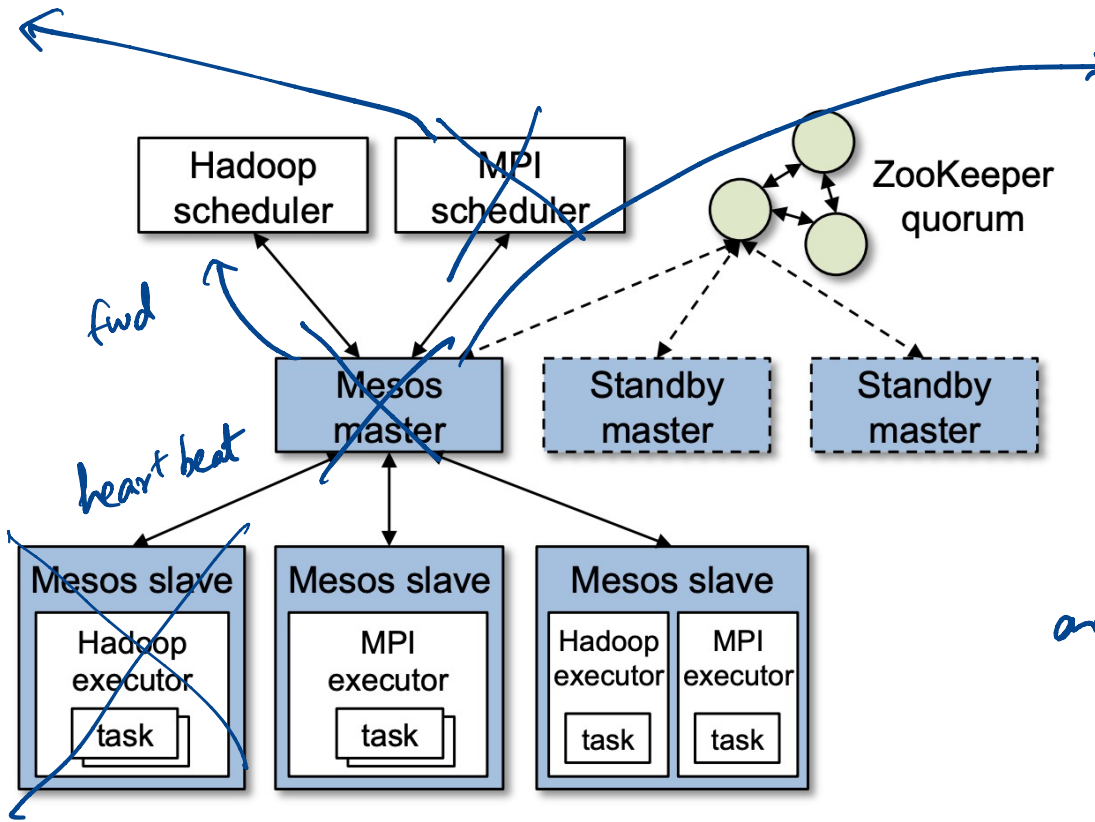 Hadoop
scheduler
MPI
scheduler
ZooKeeper
quorum
fwd
Mesos
master
Standby
master
Standby
master
heart beat
Mesos slave
Hadoop
executor
task
Mesos slave
MPI
executor
task
Mesos slave
Hadoop
executor
task
MPI
executor
task